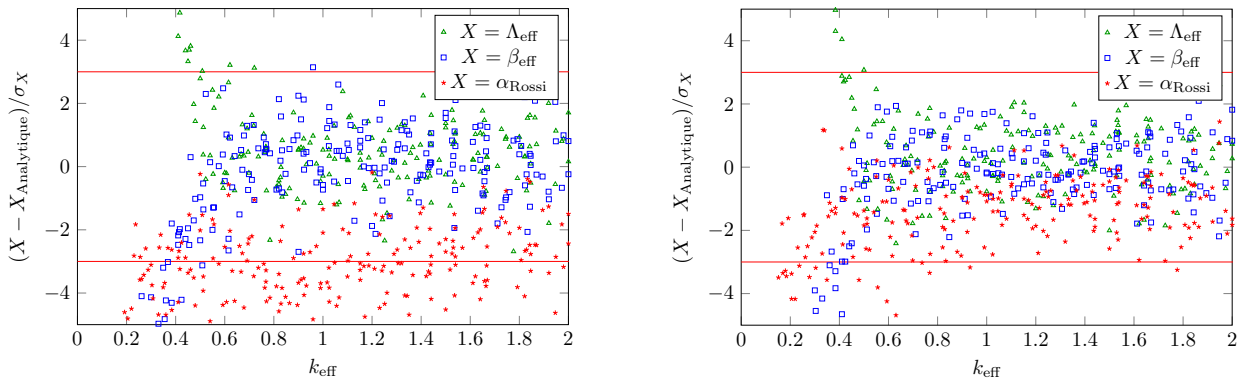 (X − X_Analytique)/σ_X
4
2
0
−2
−4
0 0.2 0.4 0.6 0.8 1 1.2 1.4 1.6 1.8 2
k_eff
X = Λ_eff
X = β_eff
X = α_Rossi
(X − X_Analytique)/σ_X
4
2
0
−2
−4
0 0.2 0.4 0.6 0.8 1 1.2 1.4 1.6 1.8 2
k_eff
X = Λ_eff
X = β_eff
X = α_Rossi